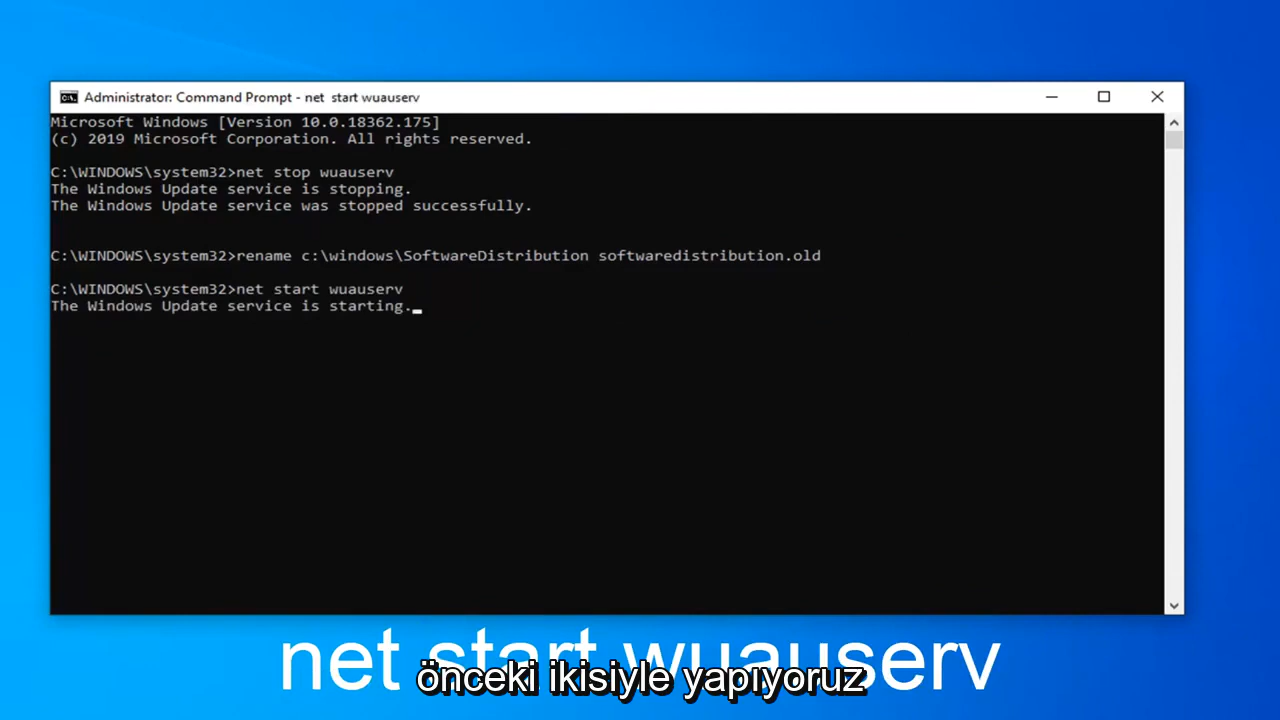 Administrator: Command Prompt - net  start wuauserv
Microsoft Windows [Version 10.0.18362.175]
(c) 2019 Microsoft Corporation. All rights reserved.
C:\WINDOWS\system32>net stop wuauserv
The Windows Update service is stopping.
The Windows Update service was stopped successfully.
C:\WINDOWS\system32>rename c:\windows\SoftwareDistribution softwaredistribution.old
C:\WINDOWS\system32>net start wuauserv
The Windows Update service is starting.
net start wuauserv
önceki ikisiyle yapıyoruz